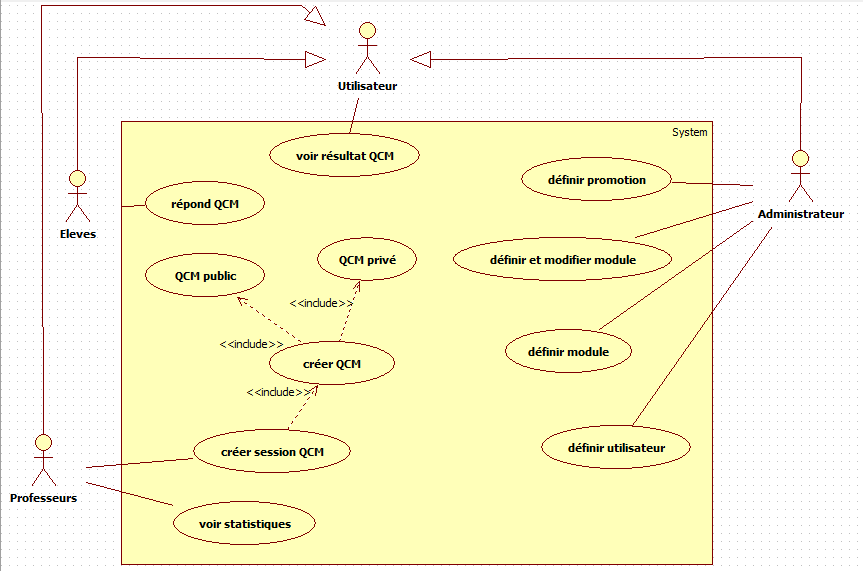 Utilisateur
System
voir résultat QCM
définir promotion
répond QCM
Administrateur
Eleves
QCM privé
définir et modifier module
QCM public
<<include>>
<<include>>
définir module
créer QCM
<<include>>
définir utilisateur
créer session QCM
Professeurs
voir statistiques